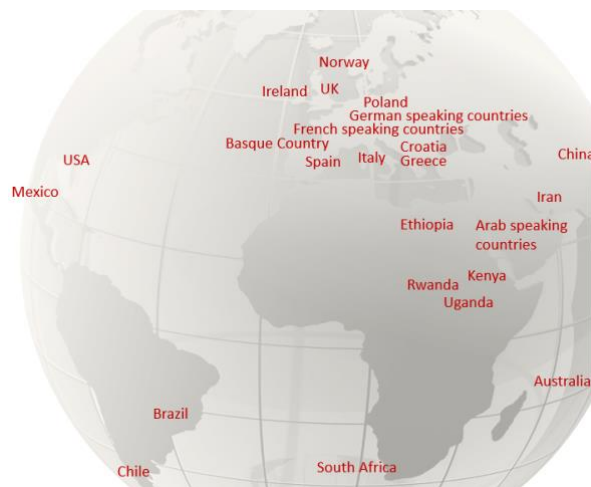 Norway
Ireland
UK
Poland
German speaking countries
French speaking countries
Basque Country
Croatia
Spain
Italy
Greece
China
USA
Mexico
Iran
Ethiopia
Arab speaking
countries
Kenya
Rwanda
Uganda
Australia
Brazil
South Africa
Chile